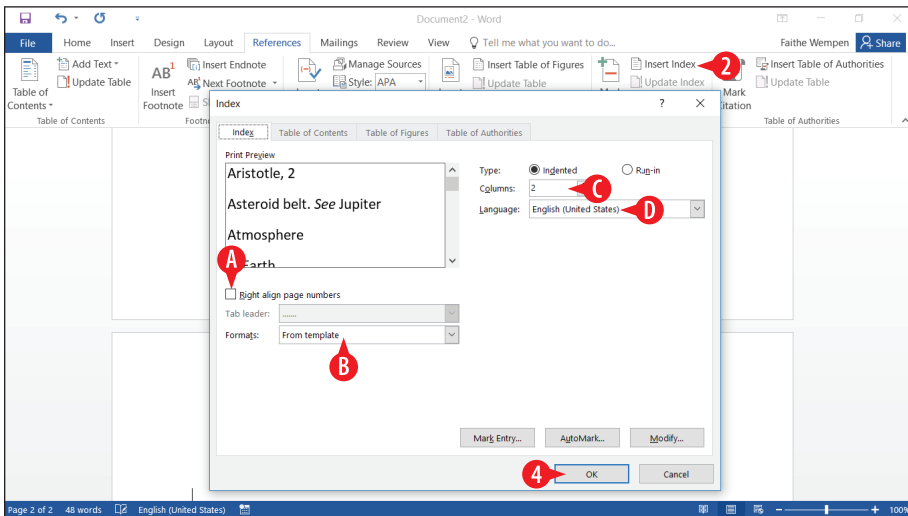 Document2 - Word
File Home Insert Design Layout References Mailings Review View Tell me what you want to do... Faithe Wempen Share
Add Text
Insert Endnote
Manage Sources
Insert Table of Figures
Insert Index
2
Insert Table of Authorities
Table of Contents
Update Table
AB1
Insert Footnote
AB1 Next Footnote
Style: APA
Update Table
Update Index
Mark
Update Table
Table of Contents
Table of Authorities
Index ?
Index Table of Contents Table of Figures Table of Authorities
Print Preview
Aristotle, 2
Asteroid belt. See Jupiter
Atmosphere
Earth
Type: Indented Run-in
Columns: 2 C
Language: English (United States) D
A
Right align page numbers
Tab leader: .......
Formats: From template
B
Mark Entry... AutoMark... Modify...
4 OK Cancel
Page 2 of 2 48 words English (United States) 100%